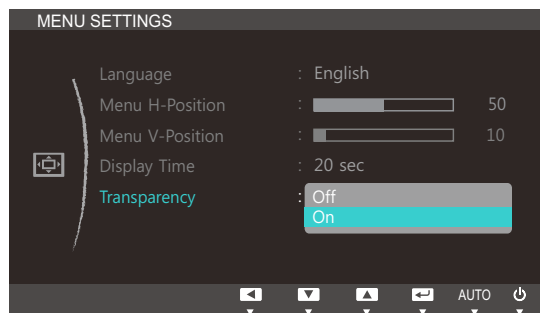 MENU SETTINGS
Language : English
Menu H-Position : 50
Menu V-Position : 10
Display Time : 20 sec
Transparency : Off
On
AUTO